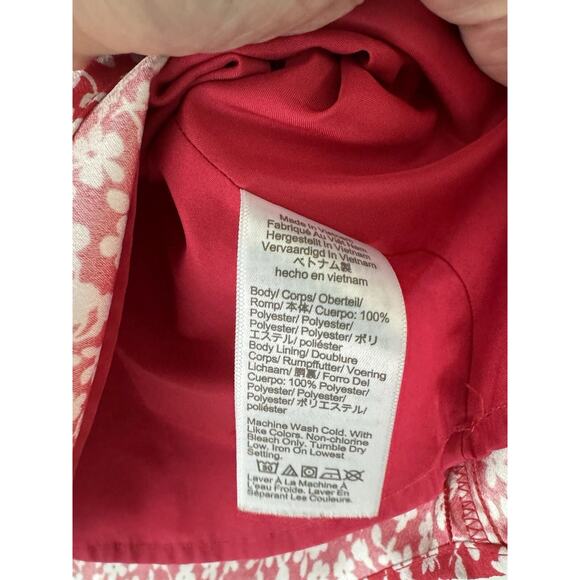 Made In Vietnam
Fabriqué Au Viêt Nam
Hergestellt In Vietnam
Vervaardigd In Vietnam
ベトナム製
hecho en vietnam
Body/ Corps/ Oberteil/
Romp/ 本体/ Cuerpo: 100%
Polyester/ Polyester/
Polyester/ Polyester/ ポリ
エステル/ poliéster
Body Lining/ Doublure
Corps/ Rumpffutter/ Voering
Lichaam/ 胴裏/ Forro Del
Cuerpo: 100% Polyester/
Polyester/ Polyester/
Polyester/ ポリエステル/
poliéster
Machine Wash Cold. With
Like Colors. Non-chlorine
Bleach Only. Tumble Dry
Low. Iron On Lowest
Setting.
30
Laver À La Machine À
L'eau Froide. Laver En
Séparant Les Couleurs.